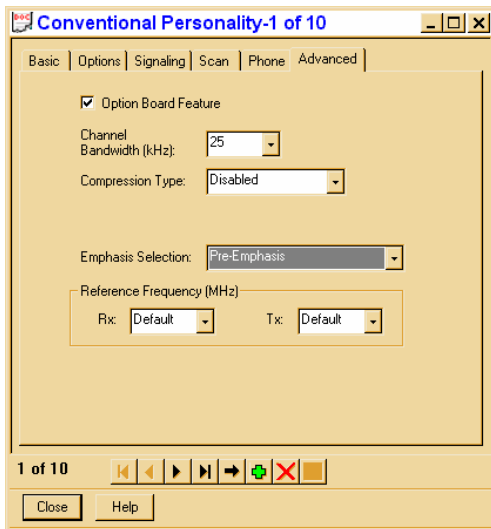 Conventional Personality-1 of 10
Basic Options Signaling Scan Phone Advanced
Option Board Feature
Channel
Bandwidth (kHz): 25
Compression Type: Disabled
Emphasis Selection: Pre-Emphasis
Reference Frequency (MHz)
Rx: Default Tx: Default
1 of 10
Close Help